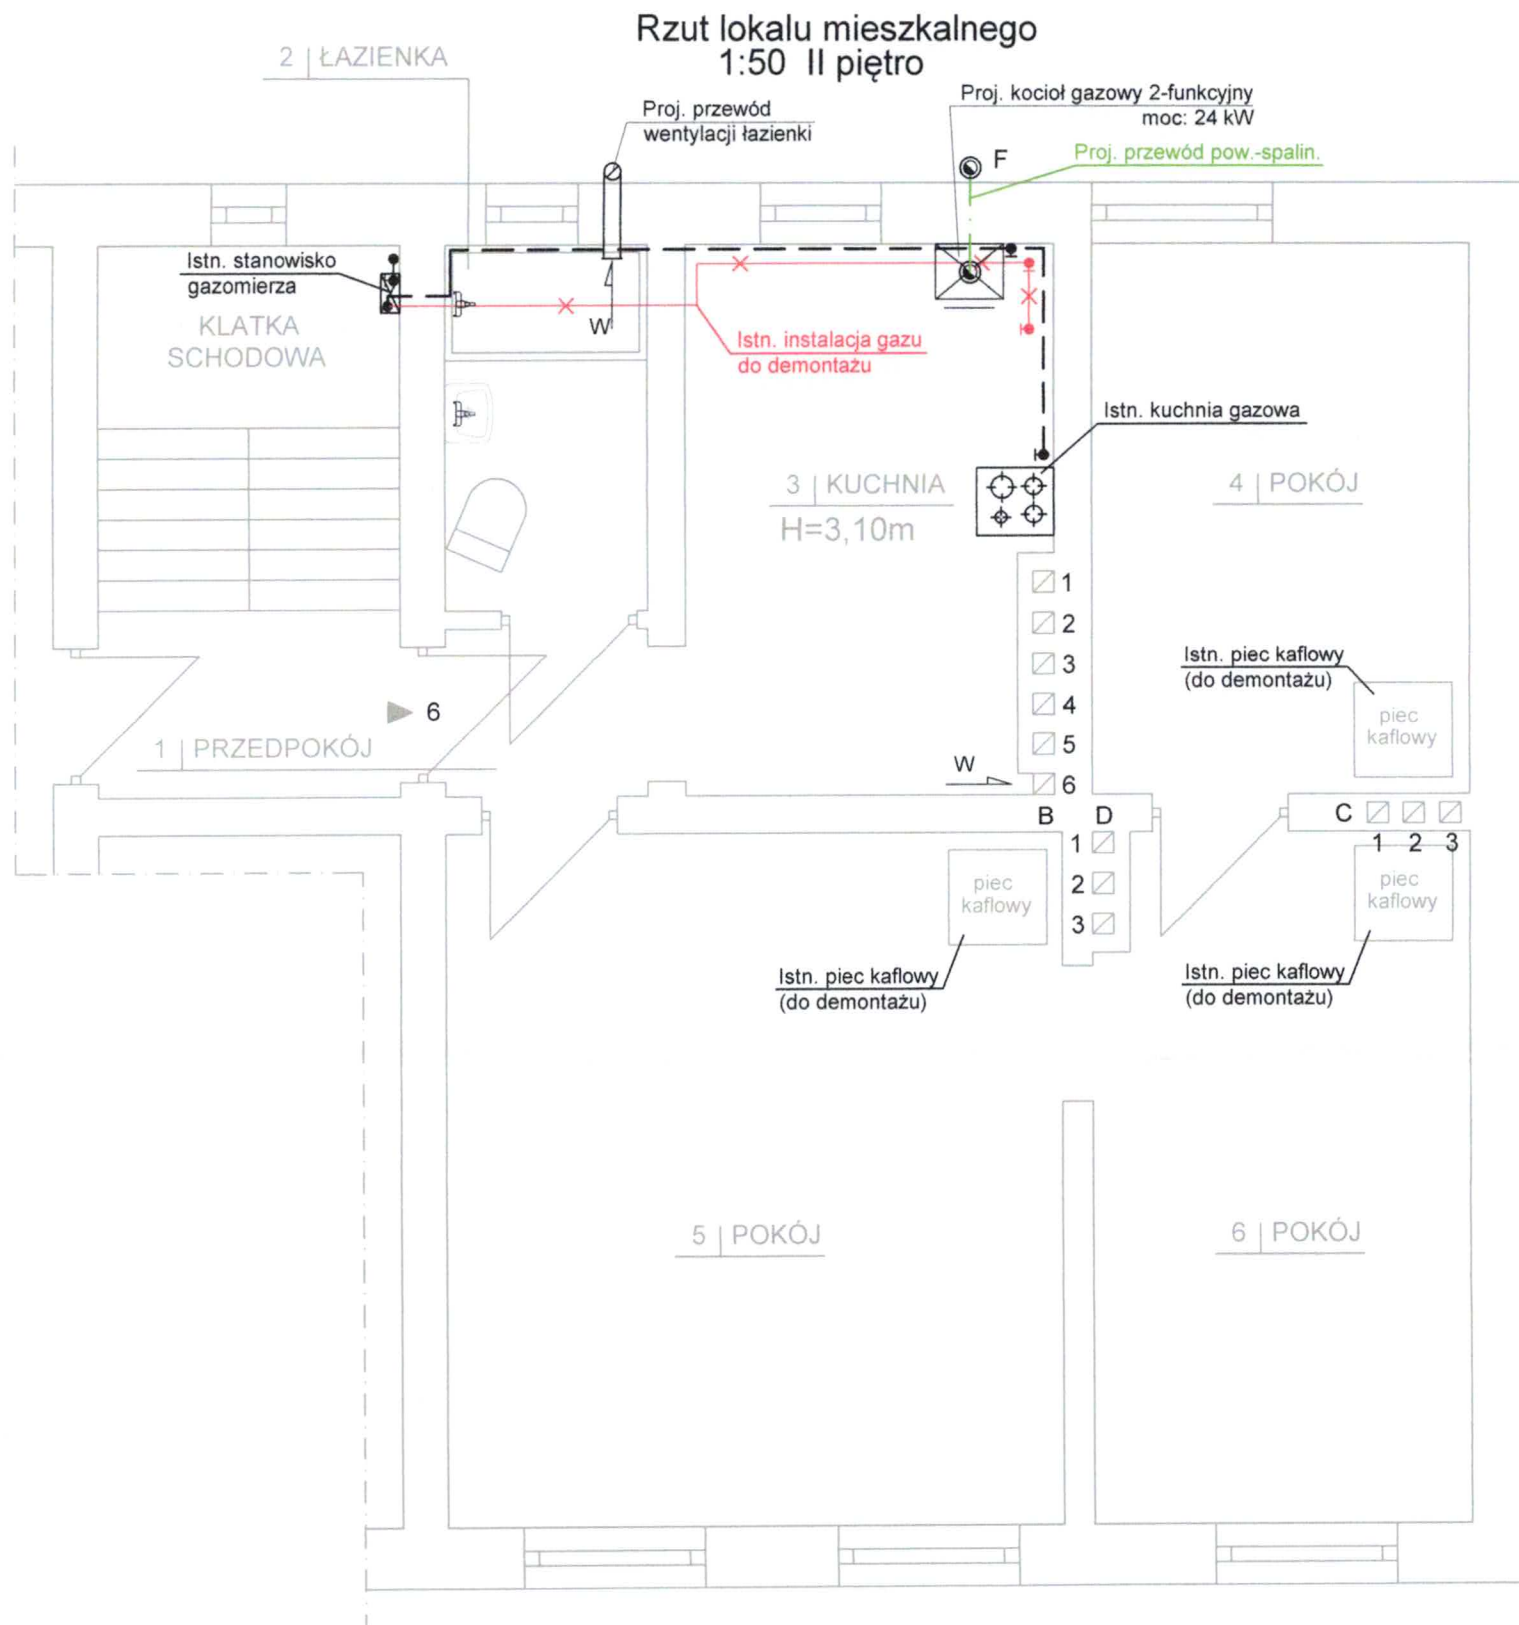 Rzut lokalu mieszkalnego
1:50 II piętro
2 | ŁAZIENKA
Proj. przewód
wentylacji łazienki
Proj. kocioł gazowy 2-funkcyjny
moc: 24 kW
F
Proj. przewód pow.-spalin.
Istn. stanowisko
gazomierza
KLATKA
SCHODOWA
W
Istn. instalacja gazu
do demontażu
Istn. kuchnia gazowa
3 | KUCHNIA
H=3,10m
4 | POKÓJ
1
2
3
4
5
6
W
Istn. piec kaflowy
(do demontażu)
piec
kaflowy
6
1 | PRZEDPOKÓJ
B
D
C
1
2
3
1
2
3
piec
kaflowy
piec
kaflowy
Istn. piec kaflowy
(do demontażu)
Istn. piec kaflowy
(do demontażu)
5 | POKÓJ
6 | POKÓJ